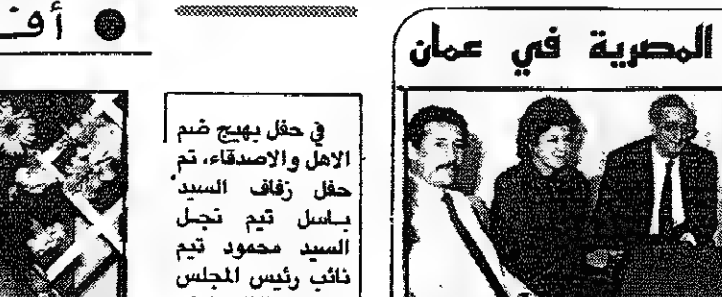 المصرية في عمان
في حفل بهيج ضم
الاهل والاصدقاء، تم
حفل زفاف السيد
باسل تيم نجل
السيد محمود تيم
نائب رئيس المجلس